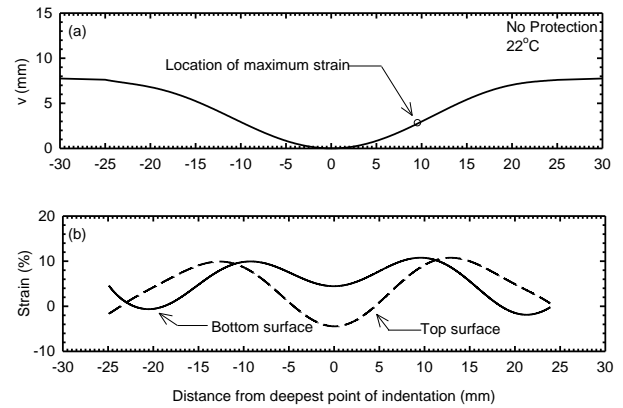 (a)
No Protection
22°C
Location of maximum strain
v (mm)
15
10
5
0
-30 -25 -20 -15 -10 -5 0 5 10 15 20 25 30
(b)
Strain (%)
20
10
0
-10
Bottom surface
Top surface
-30 -25 -20 -15 -10 -5 0 5 10 15 20 25 30
Distance from deepest point of indentation (mm)